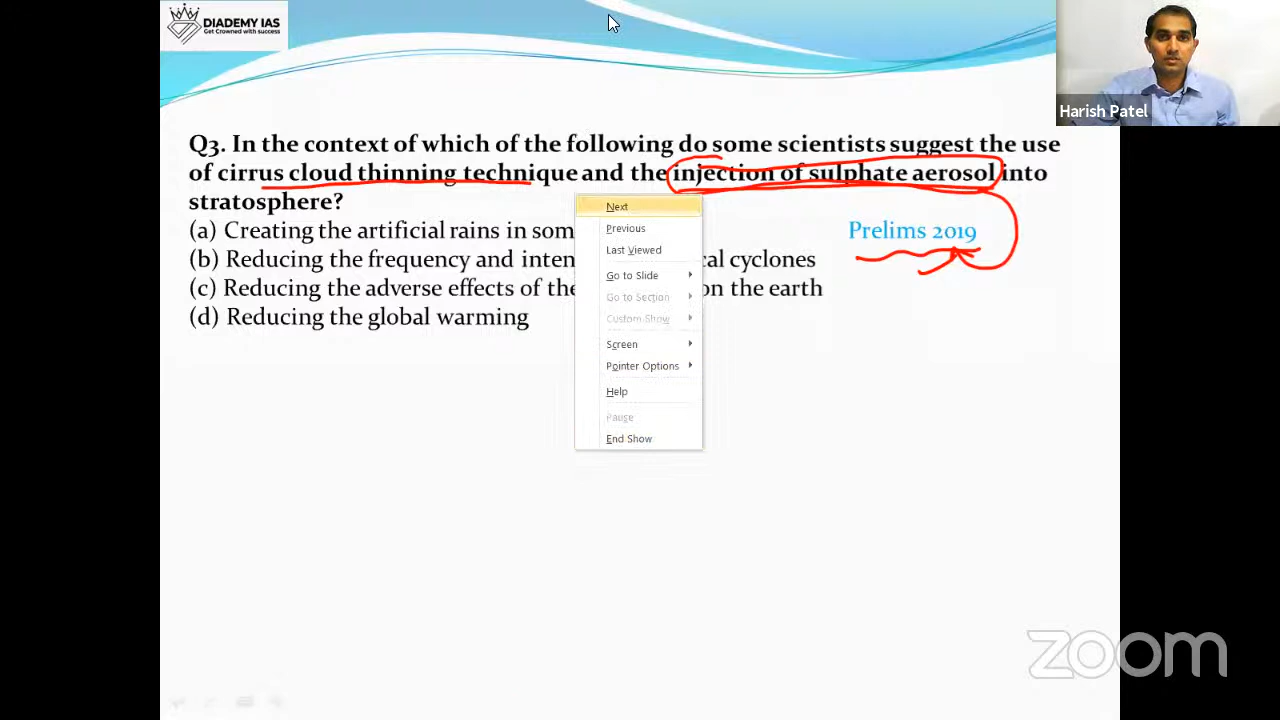 DIADEMY IAS
Get Crowned with success
Harish Patel
Q3. In the context of which of the following do some scientists suggest the use
of cirrus cloud thinning technique and the injection of sulphate aerosol into
stratosphere?
(a) Creating the artificial rains in som
Prelims 2019
(b) Reducing the frequency and inten cal cyclones
(c) Reducing the adverse effects of the on the earth
(d) Reducing the global warming
Next
Previous
Last Viewed
Go to Slide
Go to Section
Custom Show
Screen
Pointer Options
Help
Pause
End Show
zoom